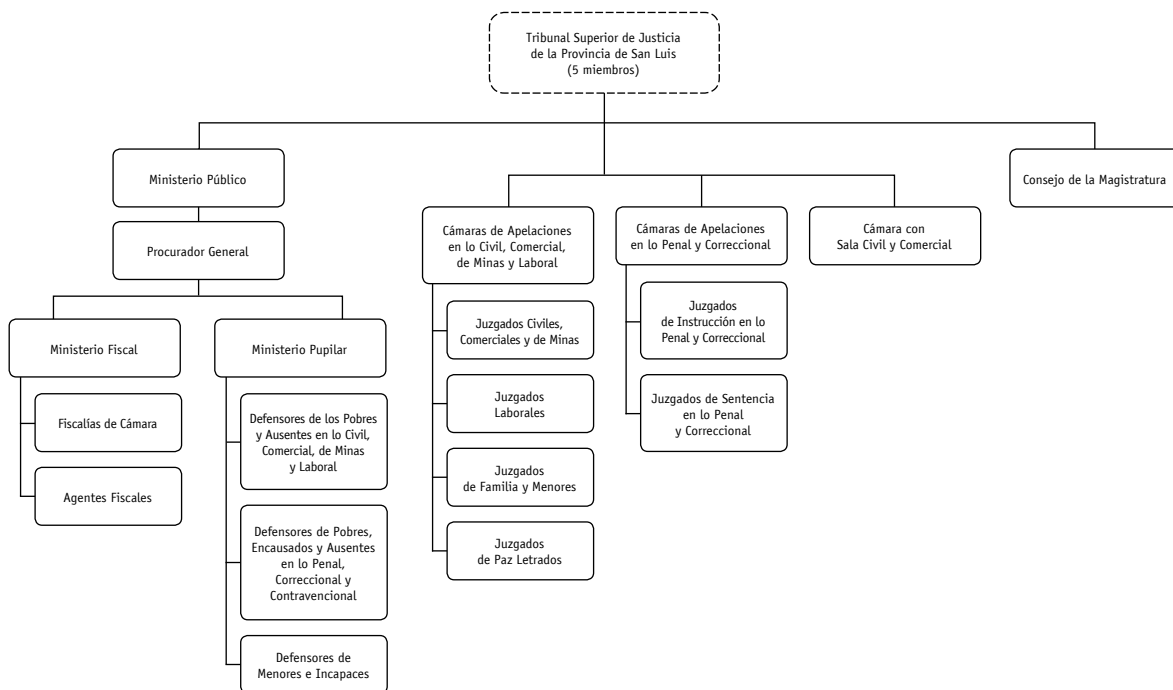 Tribunal Superior de Justicia
de la Provincia de San Luis
(5 miembros)
Ministerio Público
Consejo de la Magistratura
Procurador General
Cámaras de Apelaciones
en lo Civil, Comercial,
de Minas y Laboral
Cámaras de Apelaciones
en lo Penal y Correccional
Cámara con
Sala Civil y Comercial
Ministerio Fiscal
Ministerio Pupilar
Fiscalías de Cámara
Agentes Fiscales
Defensores de los Pobres
y Ausentes en lo Civil,
Comercial, de Minas
y Laboral
Defensores de Pobres,
Encausados y Ausentes
en lo Penal,
Correccional y
Contravencional
Defensores de
Menores e Incapaces
Juzgados Civiles,
Comerciales y de Minas
Juzgados
Laborales
Juzgados
de Familia y Menores
Juzgados
de Paz Letrados
Juzgados
de Instrucción en lo
Penal y Correccional
Juzgados de Sentencia
en lo Penal
y Correccional